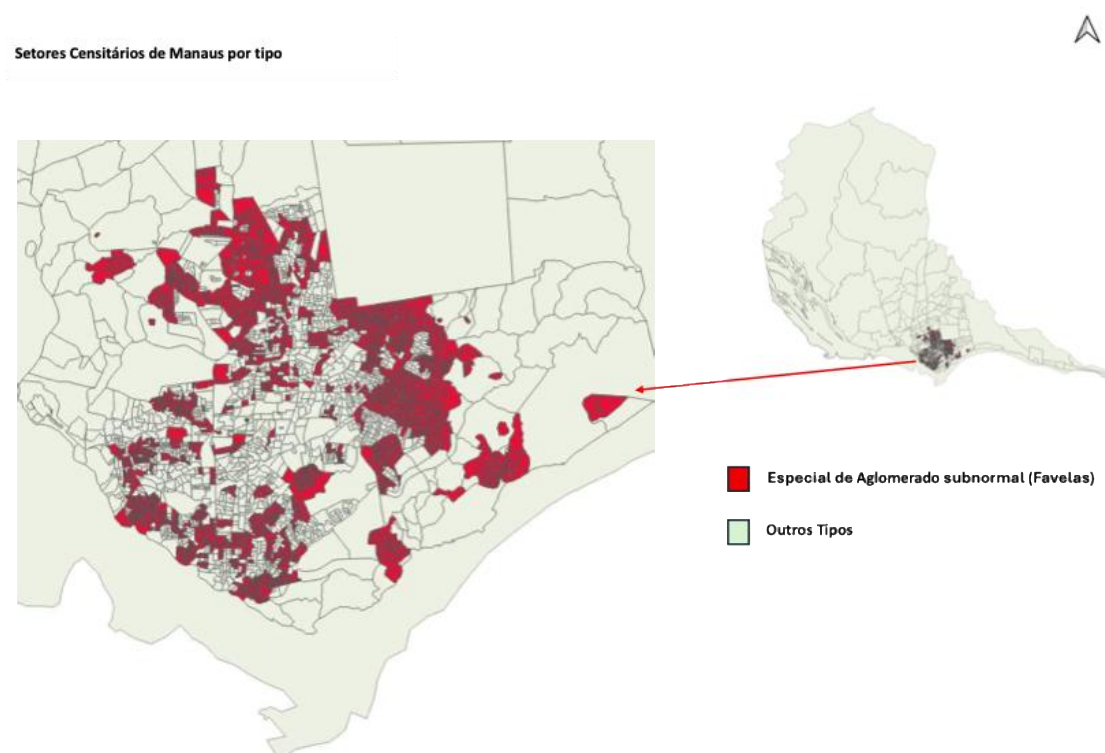 Setores Censitários de Manaus por tipo
Especial de Aglomerado subnormal (Favelas)
Outros Tipos